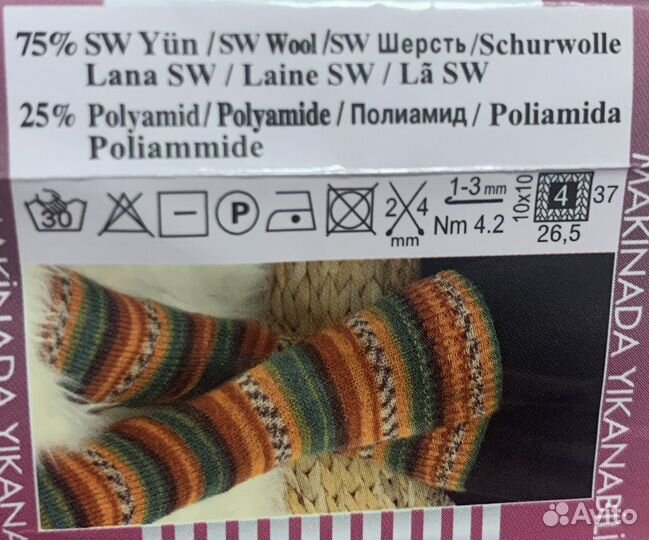 75% SW Yün / SW Wool /SW Шерсть /Schurwolle
Lana SW / Laine SW / Lã SW
25% Polyamid / Polyamide / Полиамид / Poliamida
Poliammide
30 P 2 4 mm 1-3 mm Nm 4.2 10x10 4 37 26,5
MAKİNADA YIKANABİ
MAKİNADA YIKANA
Avito